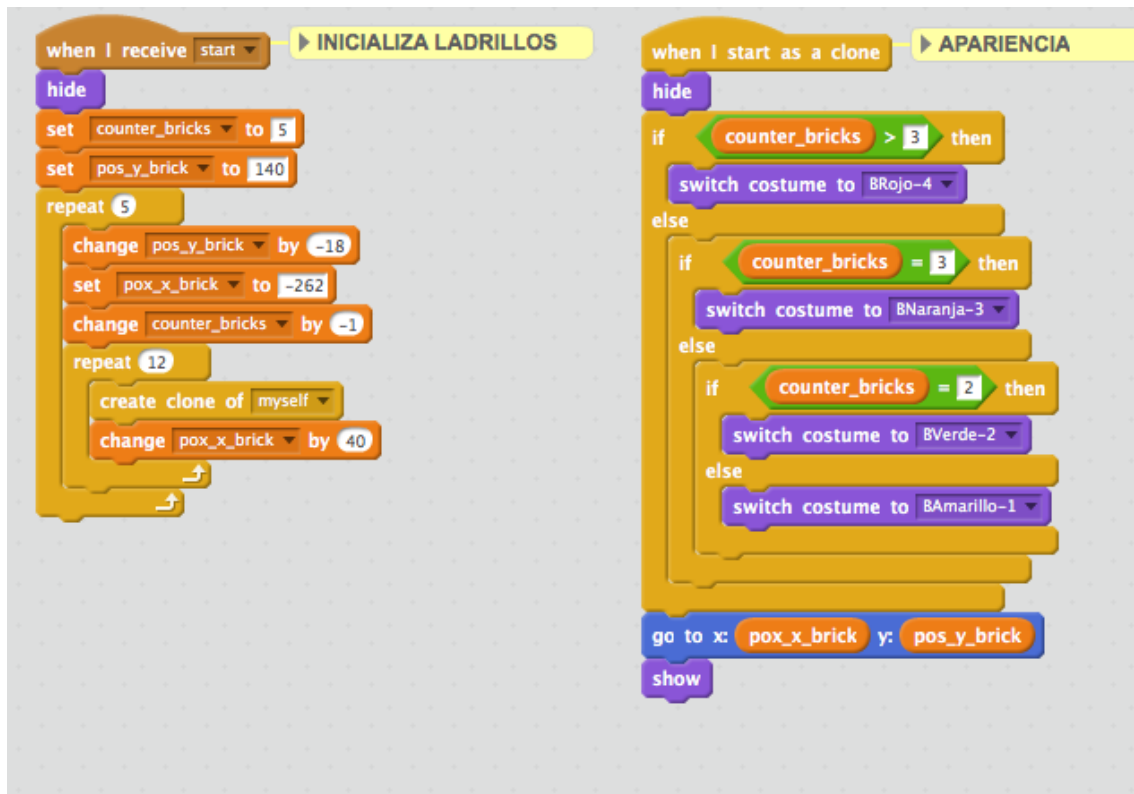 when I receive start
INICIALIZA LADRILLOS
hide
set counter_bricks to 5
set pos_y_brick to 140
repeat 5
change pos_y_brick by -18
set pox_x_brick to -262
change counter_bricks by -1
repeat 12
create clone of myself
change pox_x_brick by 40
when I start as a clone
APARIENCIA
hide
if counter_bricks > 3 then
switch costume to BRojo-4
else
if counter_bricks = 3 then
switch costume to BNaranja-3
else
if counter_bricks = 2 then
switch costume to BVerde-2
else
switch costume to BAmarillo-1
go to x: pox_x_brick y: pos_y_brick
show